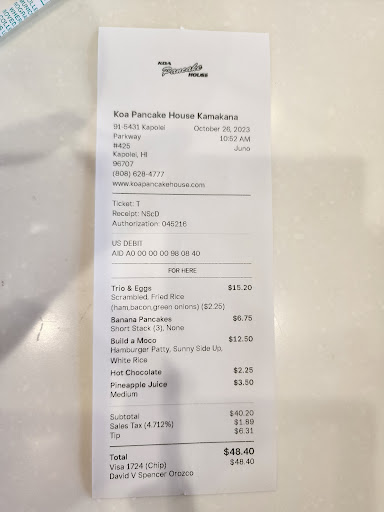 KOA
Pancake
HOUSE
Koa Pancake House Kamakana
91-5431 Kapolei October 26, 2023
Parkway 10:52 AM
#425 Juno
Kapolei, HI
96707
(808) 628-4777
www.koapancakehouse.com
Ticket: T
Receipt: NScD
Authorization: 045216
US DEBIT
AID A0 00 00 00 98 08 40
FOR HERE
Trio & Eggs $15.20
Scrambled, Fried Rice
(ham,bacon,green onions) ($2.25)
Banana Pancakes $6.75
Short Stack (3), None
Build a Moco $12.50
Hamburger Patty, Sunny Side Up,
White Rice
Hot Chocolate $2.25
Pineapple Juice $3.50
Medium
Subtotal $40.20
Sales Tax (4.712%) $1.89
Tip $6.31
Total $48.40
Visa 1724 (Chip) $48.40
David V Spencer Orozco